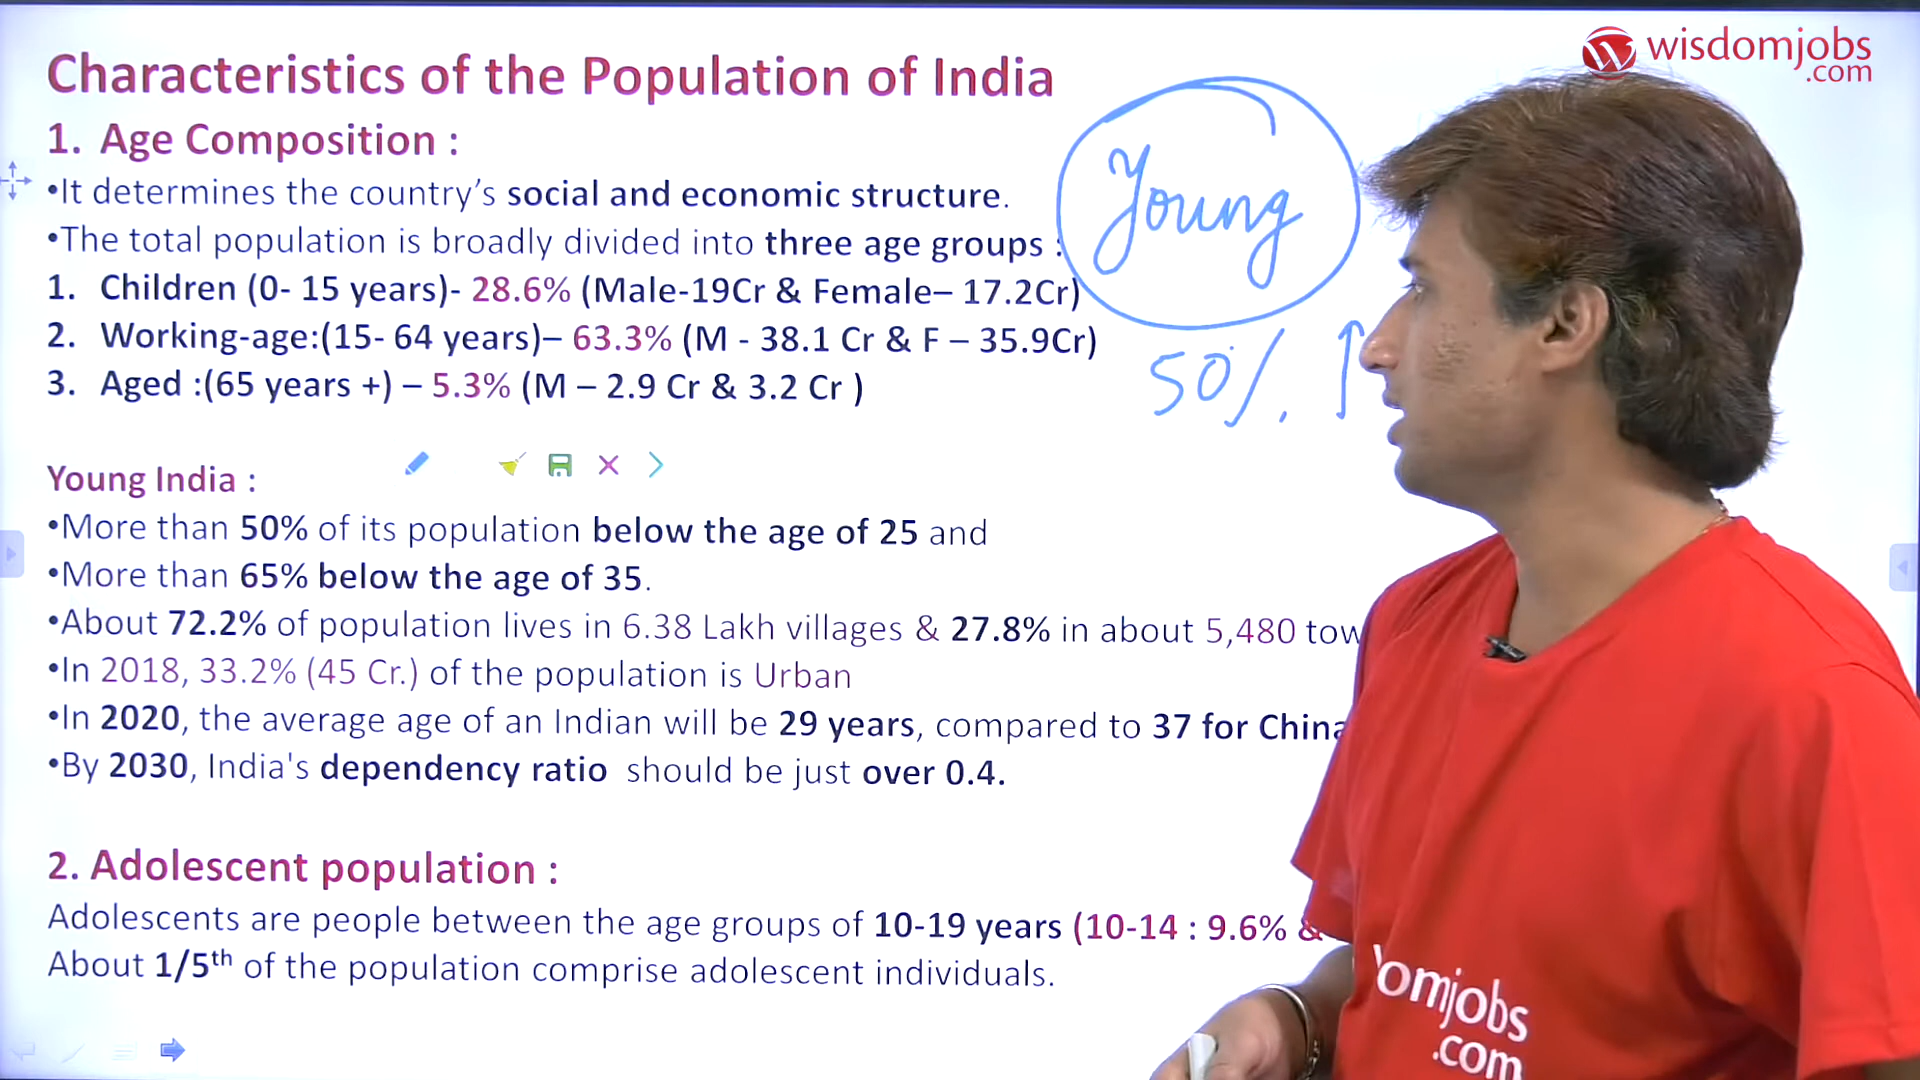 wisdomjobs
.com
Characteristics of the Population of India
1. Age Composition :
•It determines the country's social and economic structure.
•The total population is broadly divided into three age groups :
1. Children (0- 15 years)- 28.6% (Male-19Cr & Female– 17.2Cr)
2. Working-age:(15- 64 years)– 63.3% (M - 38.1 Cr & F – 35.9Cr)
3. Aged :(65 years +) – 5.3% (M – 2.9 Cr & 3.2 Cr )
Young
50%.
Young India :
•More than 50% of its population below the age of 25 and
•More than 65% below the age of 35.
•About 72.2% of population lives in 6.38 Lakh villages & 27.8% in about 5,480
•In 2018, 33.2% (45 Cr.) of the population is Urban
•In 2020, the average age of an Indian will be 29 years, compared to 37 for China
•By 2030, India's dependency ratio should be just over 0.4.
2. Adolescent population :
Adolescents are people between the age groups of 10-19 years (10-14 : 9.6% &
About 1/5th of the population comprise adolescent individuals.
omjobs
.com